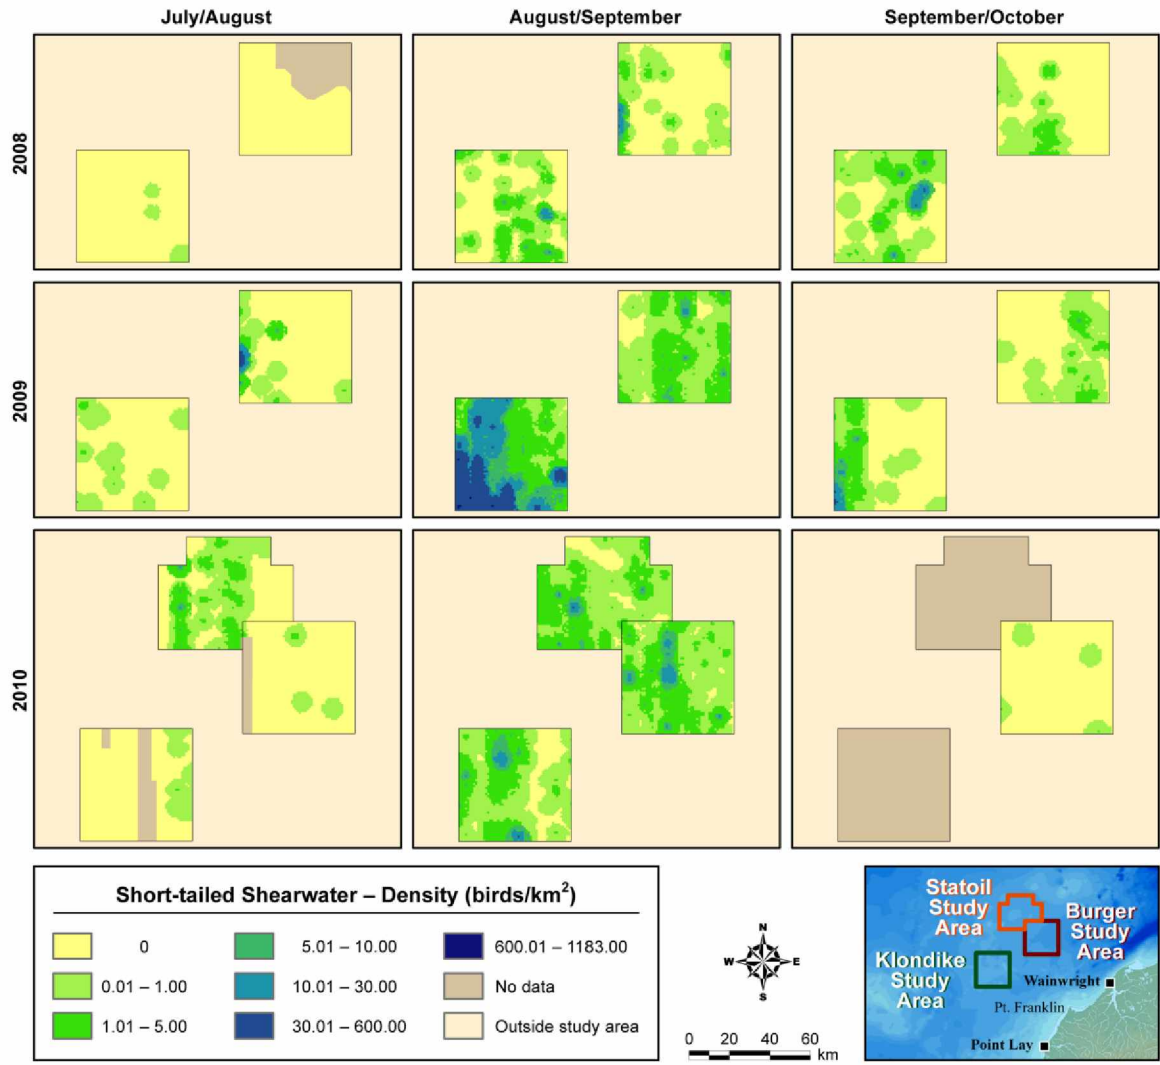 July/August August/September September/October
2008
2009
2010
Short-tailed Shearwater – Density (birds/km²)
0 5.01 – 10.00 600.01 – 1183.00
0.01 – 1.00 10.01 – 30.00 No data
1.01 – 5.00 30.01 – 600.00 Outside study area
N
W E
S
0 20 40 60
km
Statoil
Study
Area
Burger
Study
Area
Klondike
Study
Area
Wainwright
Pt. Franklin
Point Lay